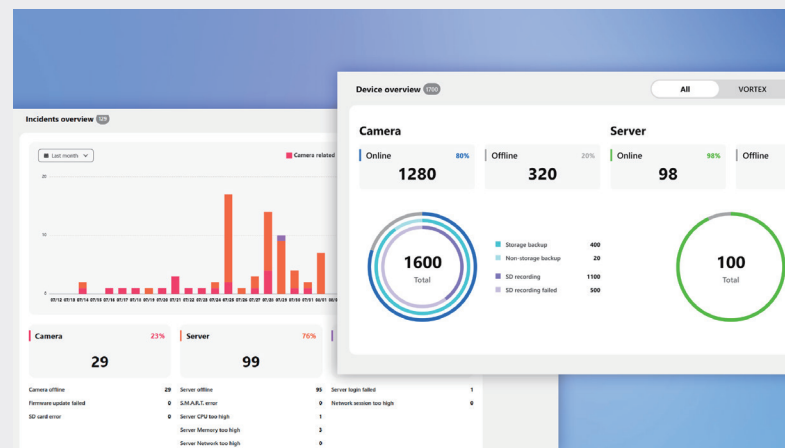 Device overview 1700
All VORTEX
Incidents overview 129
Camera Server
Last month
Camera related
Online 80% Offline 20% Online 98% Offline
1280 320 98
20
10
0
Storage backup 400
Non-storage backup 20
SD recording 1100
SD recording failed 500
1600
Total
100
Total
07/12 07/13 07/14 07/15 07/16 07/17 07/18 07/19 07/20 07/21 07/22 07/23 07/24 07/25 07/26 07/27 07/28 07/29 07/30 07/31 08/01
Camera 23% Server 76%
29 99
Camera offline 29 Server offline 95 Server login failed 1
Firmware update failed 0 S.M.A.R.T. error 0 Network session too high 0
SD card error 0 Server CPU too high 1
Server Memory too high 3
Server Network too high 0